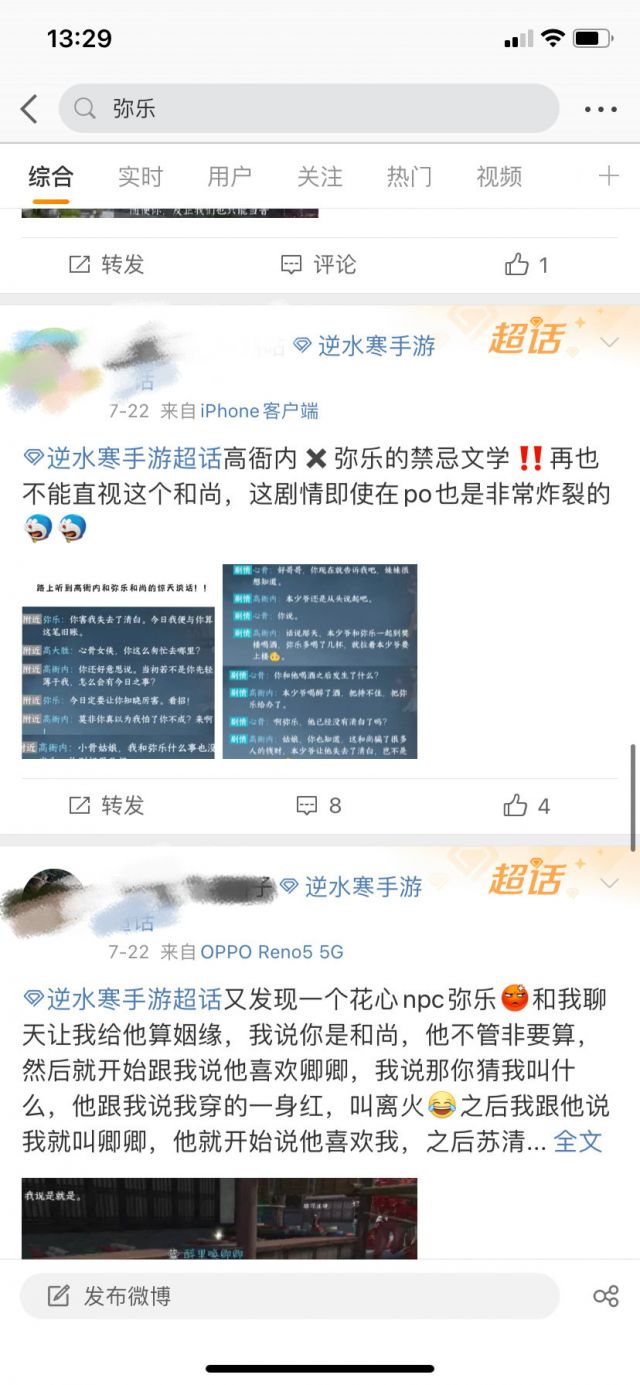 13:29
弥乐
综合 实时 用户 关注 热门 视频
随便你，反正我们也只能当客
转发 评论 1
逆水寒手游 超话
7-22 来自 iPhone客户端
逆水寒手游超话高衙内✖弥乐的禁忌文学‼️再也
不能直视这个和尚，这剧情即使在po也是非常炸裂的
路上听到高衙内和弥乐和尚的惊天谈话！！
附近 弥乐：你害我失去了清白。今日我便与你算
这笔旧账。
附近 高大胜：心骨女侠，你这么匆忙去哪里？
附近 高衙内：你还好意思说。当初若不是你先轻
薄于我，怎么会有今日之事？
附近 弥乐：今日定要让你知晓厉害。看招！
附近 高衙内：莫非你真以为我怕了你不成？来啊
！
附近 高衙内：小骨姑娘，我和弥乐什么事也没
剧情 心骨：好哥哥，你现在就告诉我吧，妹妹很
想知道。
剧情 高衙内：本少爷还是从头说起吧。
剧情 心骨：你说。
剧情 高衙内：话说那天，本少爷和弥乐一起到樊
楼喝酒，弥乐多喝了几杯，就拉着本少爷要
上楼
剧情 心骨：你和他喝酒之后发生了什么？
剧情 高衙内：本少爷喝醉了酒，把持不住，把弥
乐给办了。
剧情 心骨：啊弥乐，他已经没有清白了吗？
剧情 高衙内：姑娘，你也知道，这和尚骗了很多
人的钱财，本少爷让他失去了清白，岂不是
转发 8 4
子 逆水寒手游 超话
7-22 来自 OPPO Reno5 5G
逆水寒手游超话又发现一个花心npc弥乐和我聊
天让我给他算姻缘，我说你是和尚，他不管非要算，
然后就开始跟我说他喜欢卿卿，我说那你猜我叫什
么，他跟我说我穿的一身红，叫离火😂之后我跟他说
我就叫卿卿，他就开始说他喜欢我，之后苏清... 全文
我说是就是。
发布微博